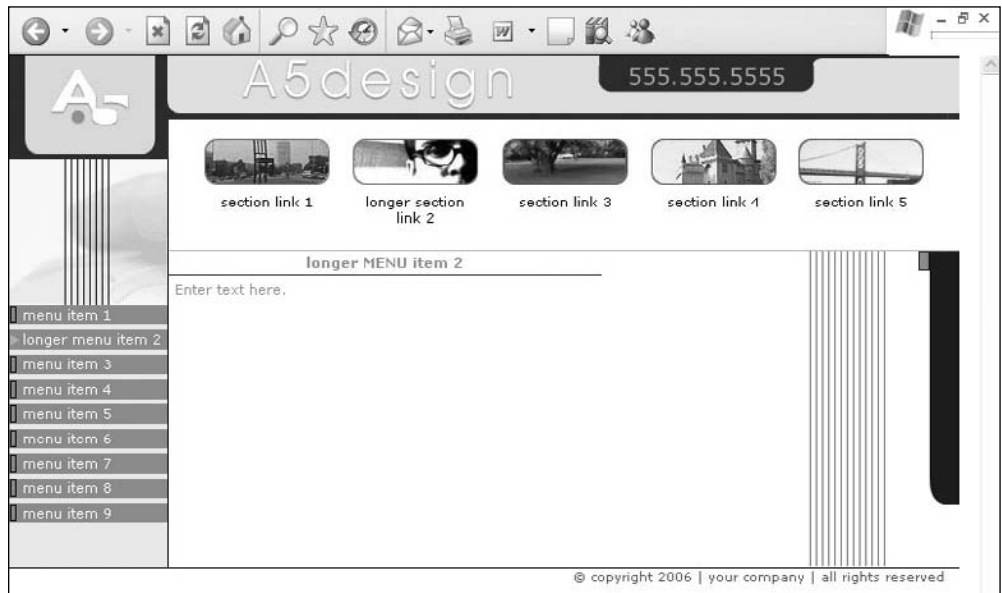 W
A5
A5design
555.555.5555
section link 1
longer section
link 2
section link 3
section link 4
section link 5
longer MENU item 2
Enter text here.
menu item 1
longer menu item 2
menu item 3
menu item 4
menu item 5
menu item 6
menu item 7
menu item 8
menu item 9
© copyright 2006 | your company | all rights reserved